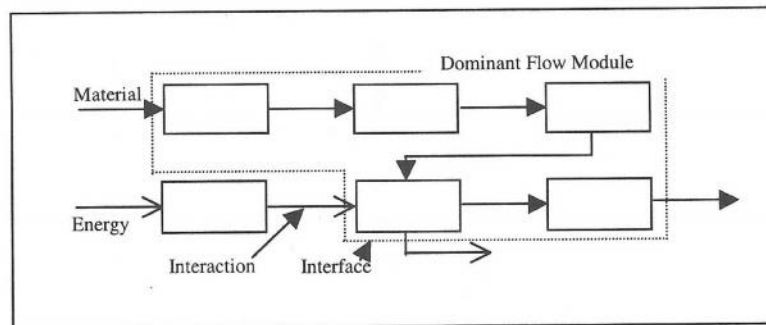 Dominant Flow Module
Material
Energy
Interaction
Interface